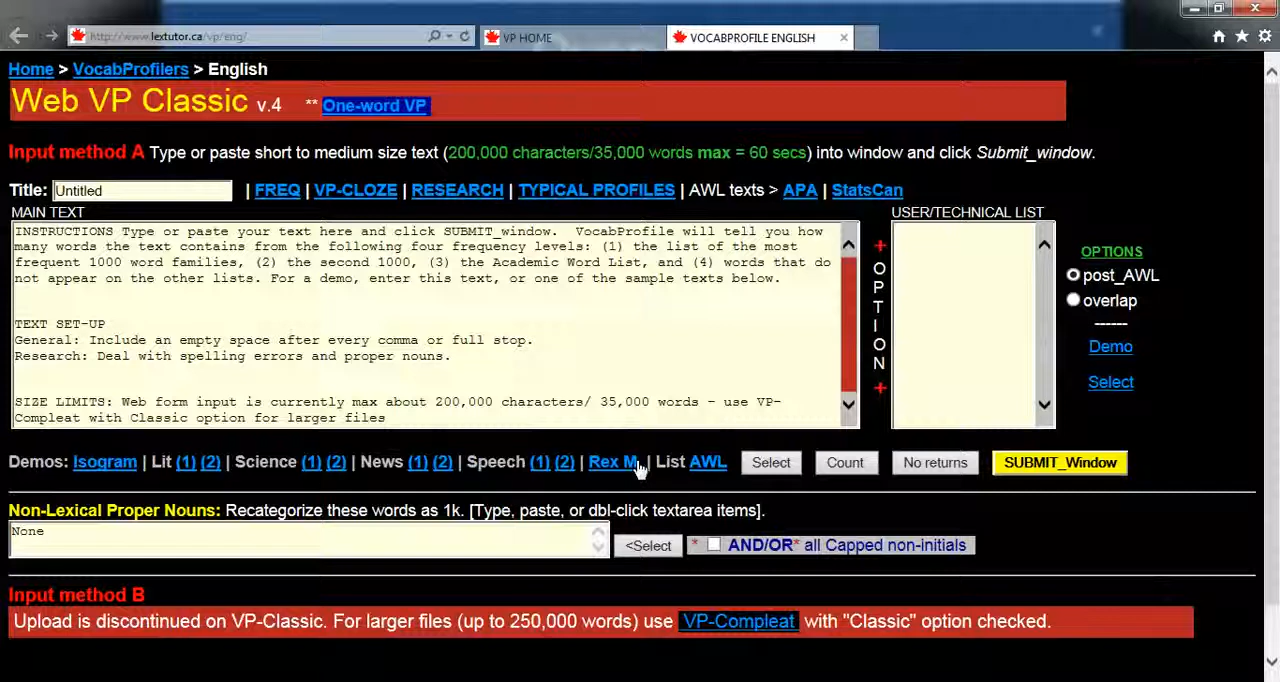 http://www.lextutor.ca/vp/eng/
VP HOME
VOCABPROFILE ENGLISH
Home > VocabProfilers > English
Web VP Classic v.4 ** One-word VP
Input method A Type or paste short to medium size text (200,000 characters/35,000 words max = 60 secs) into window and click Submit_window.
Title: Untitled | FREQ | VP-CLOZE | RESEARCH | TYPICAL PROFILES | AWL texts > APA | StatsCan
MAIN TEXT
INSTRUCTIONS Type or paste your text here and click SUBMIT_window. VocabProfile will tell you how
many words the text contains from the following four frequency levels: (1) the list of the most
frequent 1000 word families, (2) the second 1000, (3) the Academic Word List, and (4) words that do
not appear on the other lists. For a demo, enter this text, or one of the sample texts below.
TEXT SET-UP
General: Include an empty space after every comma or full stop.
Research: Deal with spelling errors and proper nouns.
SIZE LIMITS: Web form input is currently max about 200,000 characters/ 35,000 words - use VP-
Compleat with Classic option for larger files
+ OPTION +
USER/TECHNICAL LIST
OPTIONS
post_AWL
overlap
------
Demo
Select
Demos: Isogram | Lit (1) (2) | Science (1) (2) | News (1) (2) | Speech (1) (2) | Rex M | List AWL Select Count No returns SUBMIT_Window
Non-Lexical Proper Nouns: Recategorize these words as 1k. [Type, paste, or dbl-click textarea items].
None
<Select * AND/OR* all Capped non-initials
Input method B
Upload is discontinued on VP-Classic. For larger files (up to 250,000 words) use VP-Compleat with "Classic" option checked.